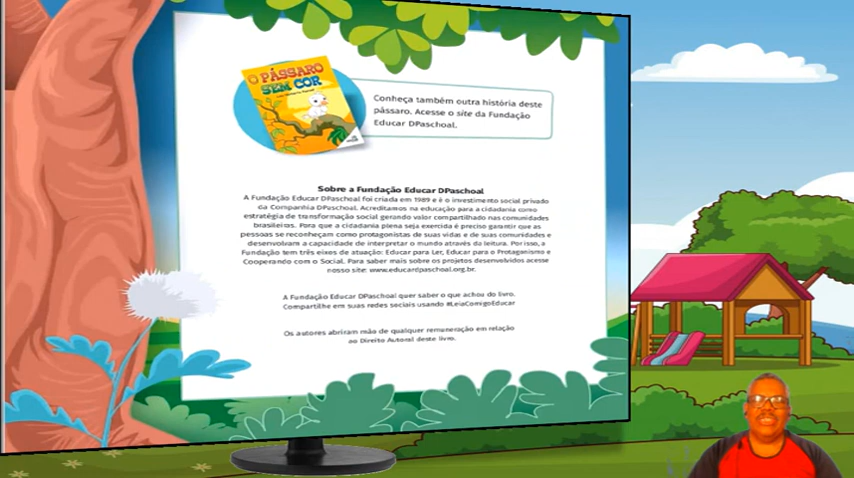 O PÁSSARO
SEM COR
Conheça também outra história deste
pássaro. Acesse o site da Fundação
Educar DPaschoal.
Sobre a Fundação Educar DPaschoal
A Fundação Educar DPaschoal foi criada em 1989 e é o investimento social privado
da Companhia DPaschoal. Acreditamos na educação para a cidadania como
estratégia de transformação social gerando valor compartilhado nas comunidades
brasileiras. Para que a cidadania plena seja exercida é preciso garantir que as
pessoas se reconheçam como protagonistas de suas vidas e de suas comunidades e
desenvolvam a capacidade de interpretar o mundo através da leitura. Por isso, a
Fundação tem três eixos de atuação: Educar para Ler, Educar para o Protagonismo e
Cooperando com o Social. Para saber mais sobre os projetos desenvolvidos acesse
nosso site: www.educardpaschoal.org.br.
A Fundação Educar DPaschoal quer saber o que achou do livro.
Compartilhe em suas redes sociais usando #LeiaComigoEducar
Os autores abriram mão de qualquer remuneração em relação
ao Direito Autoral deste livro.